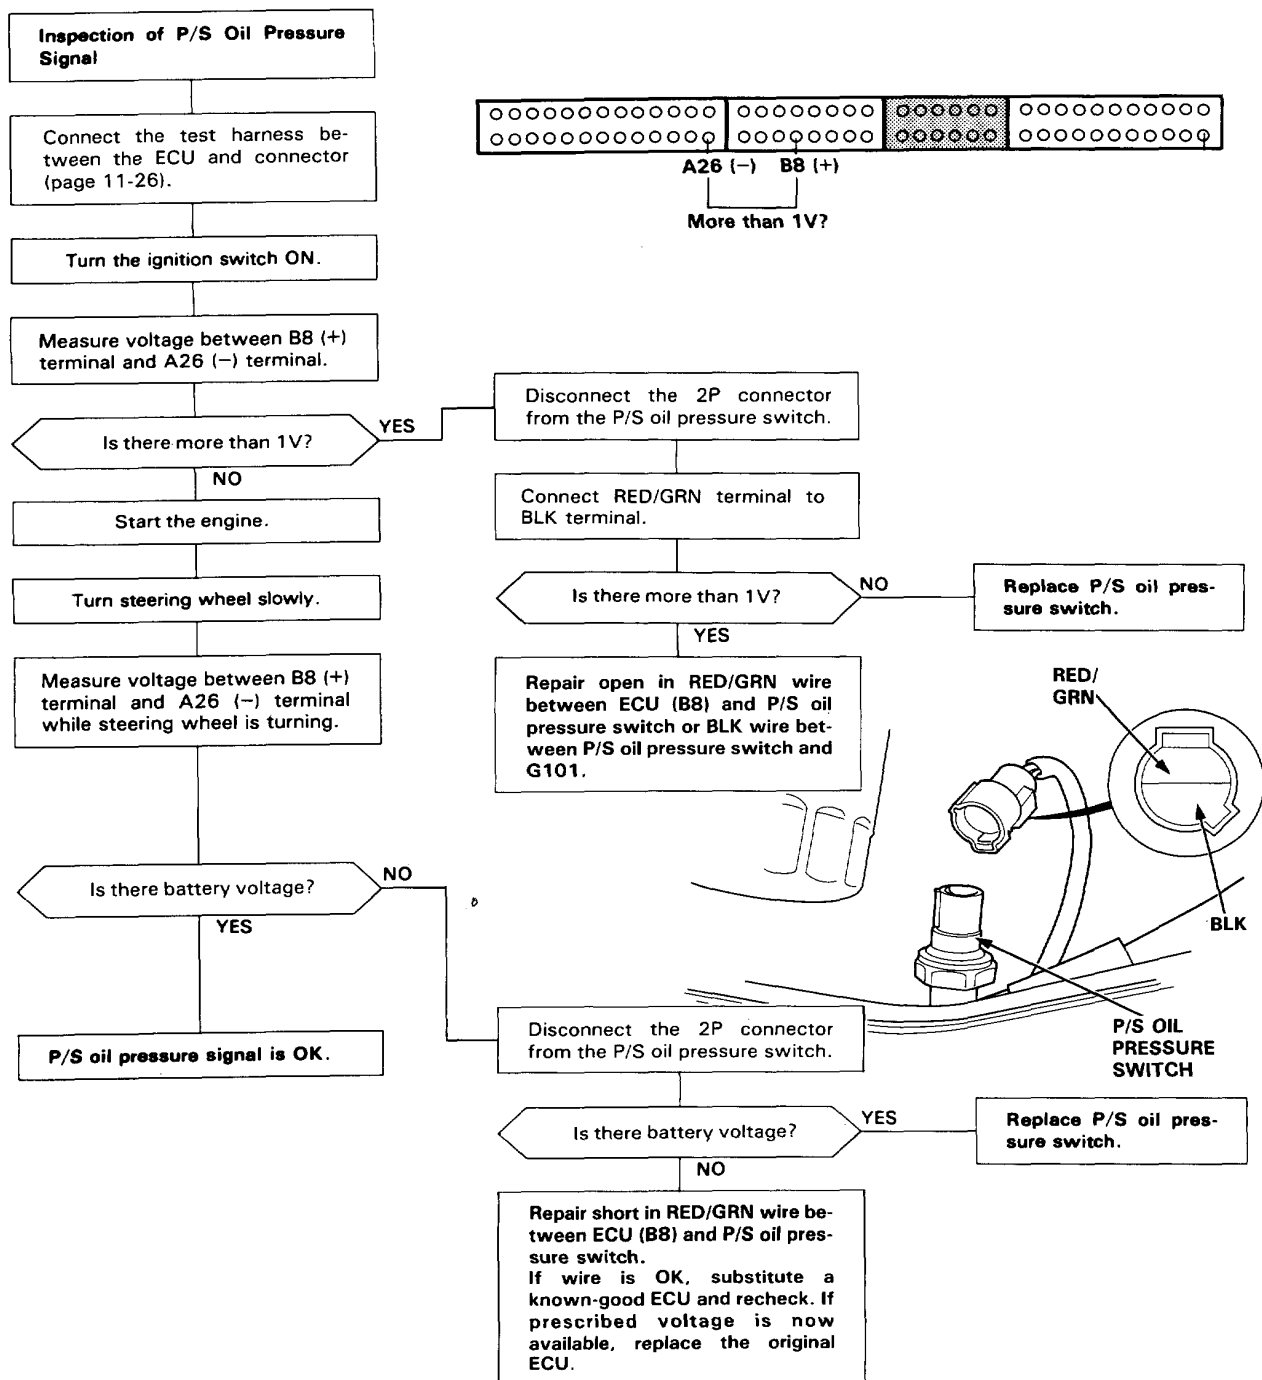 Inspection of P/S Oil Pressure
Signal
Connect the test harness be-
tween the ECU and connector
(page 11-26).
Turn the ignition switch ON.
Measure voltage between B8 (+)
terminal and A26 (−) terminal.
Is there more than 1V?
YES
NO
Start the engine.
Turn steering wheel slowly.
Measure voltage between B8 (+)
terminal and A26 (−) terminal
while steering wheel is turning.
Is there battery voltage?
NO
YES
P/S oil pressure signal is OK.
A26 (−) B8 (+)
More than 1V?
Disconnect the 2P connector
from the P/S oil pressure switch.
Connect RED/GRN terminal to
BLK terminal.
Is there more than 1V?
NO
YES
Replace P/S oil pres-
sure switch.
Repair open in RED/GRN wire
between ECU (B8) and P/S oil
pressure switch or BLK wire bet-
ween P/S oil pressure switch and
G101.
RED/
GRN
BLK
P/S OIL
PRESSURE
SWITCH
Disconnect the 2P connector
from the P/S oil pressure switch.
Is there battery voltage?
YES
NO
Replace P/S oil pres-
sure switch.
Repair short in RED/GRN wire be-
tween ECU (B8) and P/S oil pres-
sure switch.
If wire is OK, substitute a
known-good ECU and recheck. If
prescribed voltage is now
available, replace the original
ECU.